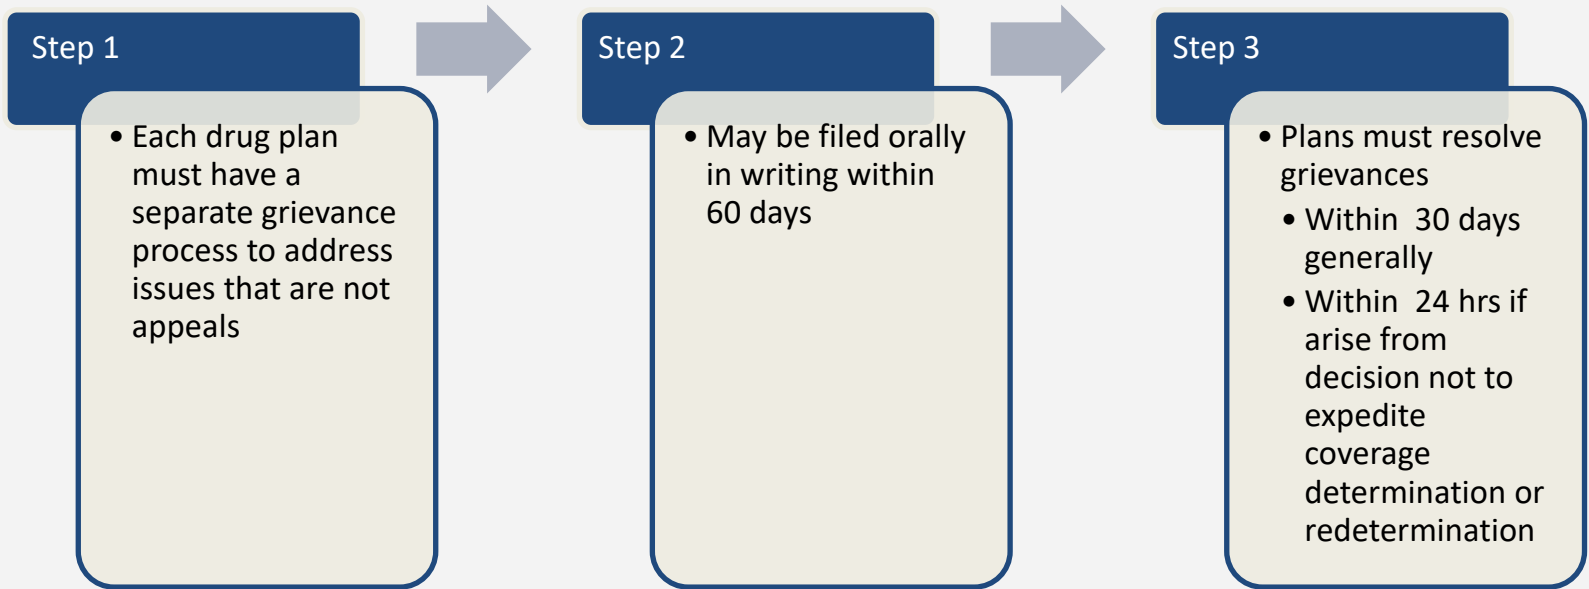 Step 1
• Each drug plan
must have a
separate grievance
process to address
issues that are not
appeals
Step 2
• May be filed orally
in writing within
60 days
Step 3
• Plans must resolve
grievances
• Within  30 days
generally
• Within  24 hrs if
arise from
decision not to
expedite
coverage
determination or
redetermination